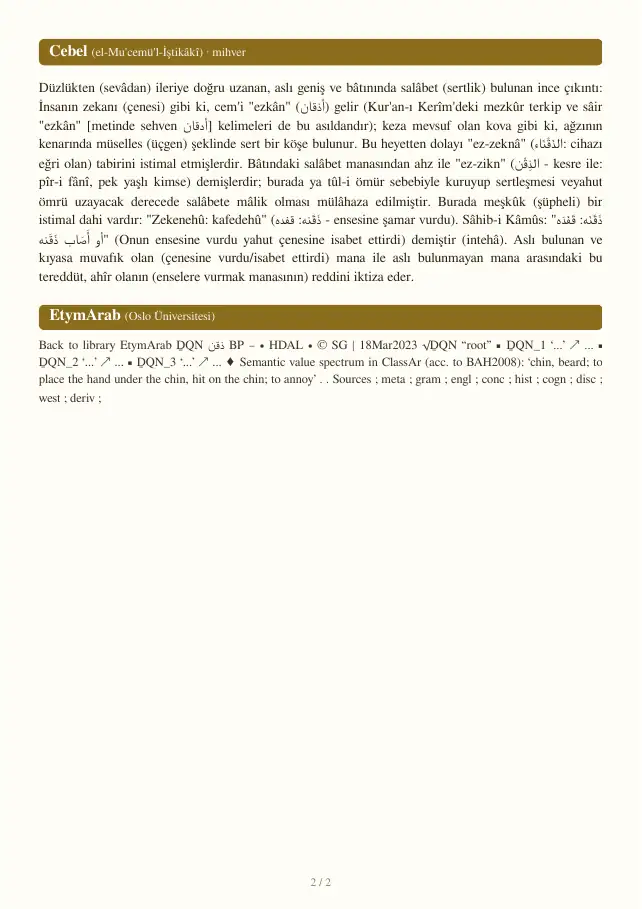 Cebel (el-Mu'cemü'l-İştikâkî) · mihver
Düzlükten (sevâdan) ileriye doğru uzanan, aslı geniş ve bâtınında salâbet (sertlik) bulunan ince çıkıntı:
İnsanın zekanı (çenesi) gibi ki, cem'i "ezkân" (أذقان) gelir (Kur'an-ı Kerîm'deki mezkûr terkip ve sâir
"ezkân" [metinde sehven أدقان] kelimeleri de bu asıldandır); keza mevsuf olan kova gibi ki, ağzının
kenarında müselles (üçgen) şeklinde sert bir köşe bulunur. Bu heyetten dolayı "ez-zeknâ" (الذقْناء: cihazı
eğri olan) tabirini istimal etmişlerdir. Bâtındaki salâbet manasından ahz ile "ez-zikn" (الذِقْن - kesre ile:
pîr-i fânî, pek yaşlı kimse) demişlerdir; burada ya tûl-i ömür sebebiyle kuruyup sertleşmesi veyahut
ömrü uzayacak derecede salâbete mâlik olması mülâhaza edilmiştir. Burada meşkûk (şüpheli) bir
istimal dahi vardır: "Zekenehû: kafedehû" (ذقَنه: قفده - ensesine şamar vurdu). Sâhib-i Kâmûs: "ذَقَنَه: قَفَدَه
أو أَصَاب ذَقَنه" (Onun ensesine vurdu yahut çenesine isabet ettirdi) demiştir (intehâ). Aslı bulunan ve
kıyasa muvafık olan (çenesine vurdu/isabet ettirdi) mana ile aslı bulunmayan mana arasındaki bu
tereddüt, ahîr olanın (enselere vurmak manasının) reddini iktiza eder.
EtymArab (Oslo Üniversitesi)
Back to library EtymArab ḎQN ذقن BP – • HDAL • © SG | 18Mar2023 √ḎQN “root” ▪ ḎQN_1 ‘...’ ↗ ... ▪
ḎQN_2 ‘...’ ↗ ... ▪ ḎQN_3 ‘...’ ↗ ... ♦ Semantic value spectrum in ClassAr (acc. to BAH2008): ‘chin, beard; to
place the hand under the chin, hit on the chin; to annoy’ . . Sources ; meta ; gram ; engl ; conc ; hist ; cogn ; disc ;
west ; deriv ;
2 / 2